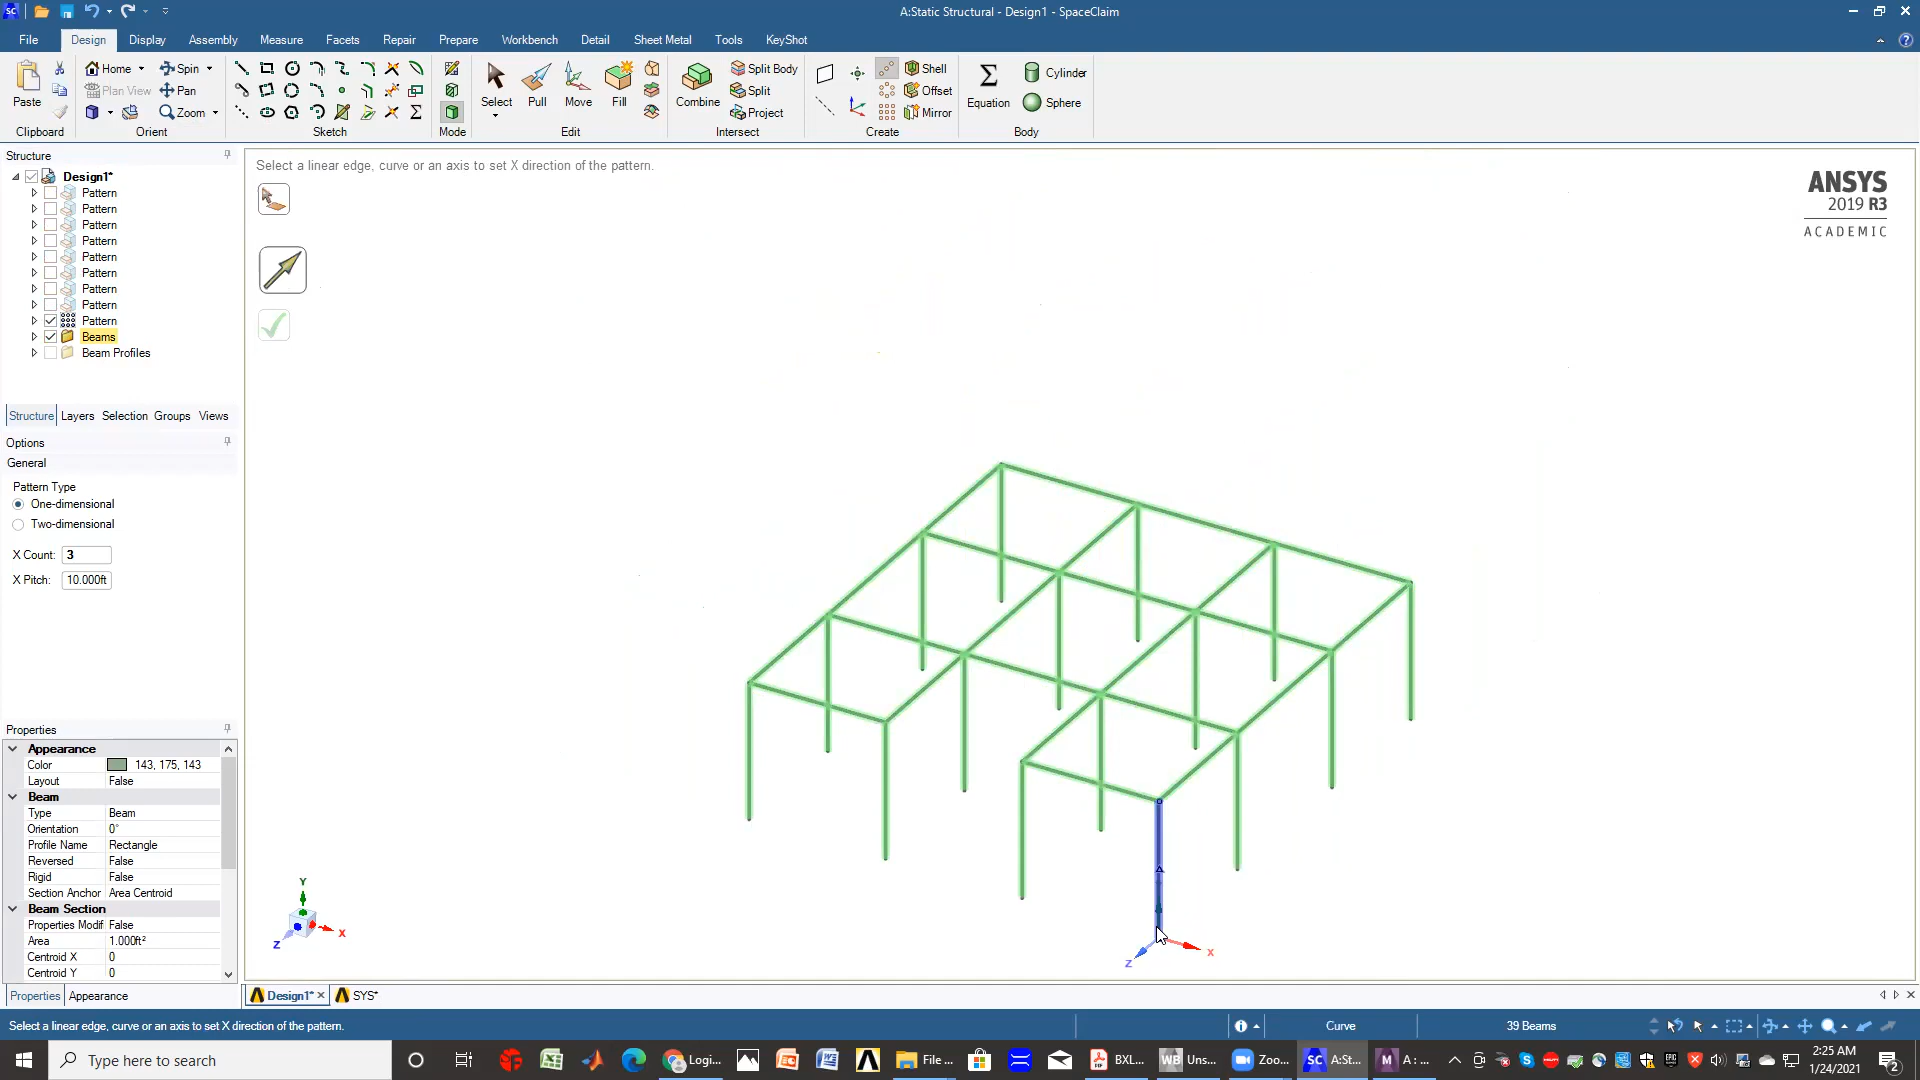 A:Static Structural - Design1 - SpaceClaim
File Design Display Assembly Measure Facets Repair Prepare Workbench Detail Sheet Metal Tools KeyShot
Paste
Home Spin
Plan View Pan
Zoom
Select Pull Move Fill
Combine
Split Body
Split
Project
Shell
Offset
Mirror
Equation
Cylinder
Sphere
Clipboard Orient Sketch Mode Edit Intersect Create Body
Structure
Design1*
Pattern
Pattern
Pattern
Pattern
Pattern
Pattern
Pattern
Pattern
Pattern
Beams
Beam Profiles
Structure Layers Selection Groups Views
Options
General
Pattern Type
One-dimensional
Two-dimensional
X Count: 3
X Pitch: 10.000ft
Properties
Appearance
Color 143, 175, 143
Layout False
Beam
Type Beam
Orientation 0°
Profile Name Rectangle
Reversed False
Rigid False
Section Anchor Area Centroid
Beam Section
Properties Modif False
Area 1.000ft²
Centroid X 0
Centroid Y 0
Properties Appearance
Select a linear edge, curve or an axis to set X direction of the pattern.
ANSYS
2019 R3
ACADEMIC
Y
X
Z
X
Z
Design1* SYS*
Select a linear edge, curve or an axis to set X direction of the pattern. Curve 39 Beams
Type here to search
Logi... File ... BXL... Uns... Zoo... A:St... A : ...
2:25 AM
1/24/2021
2